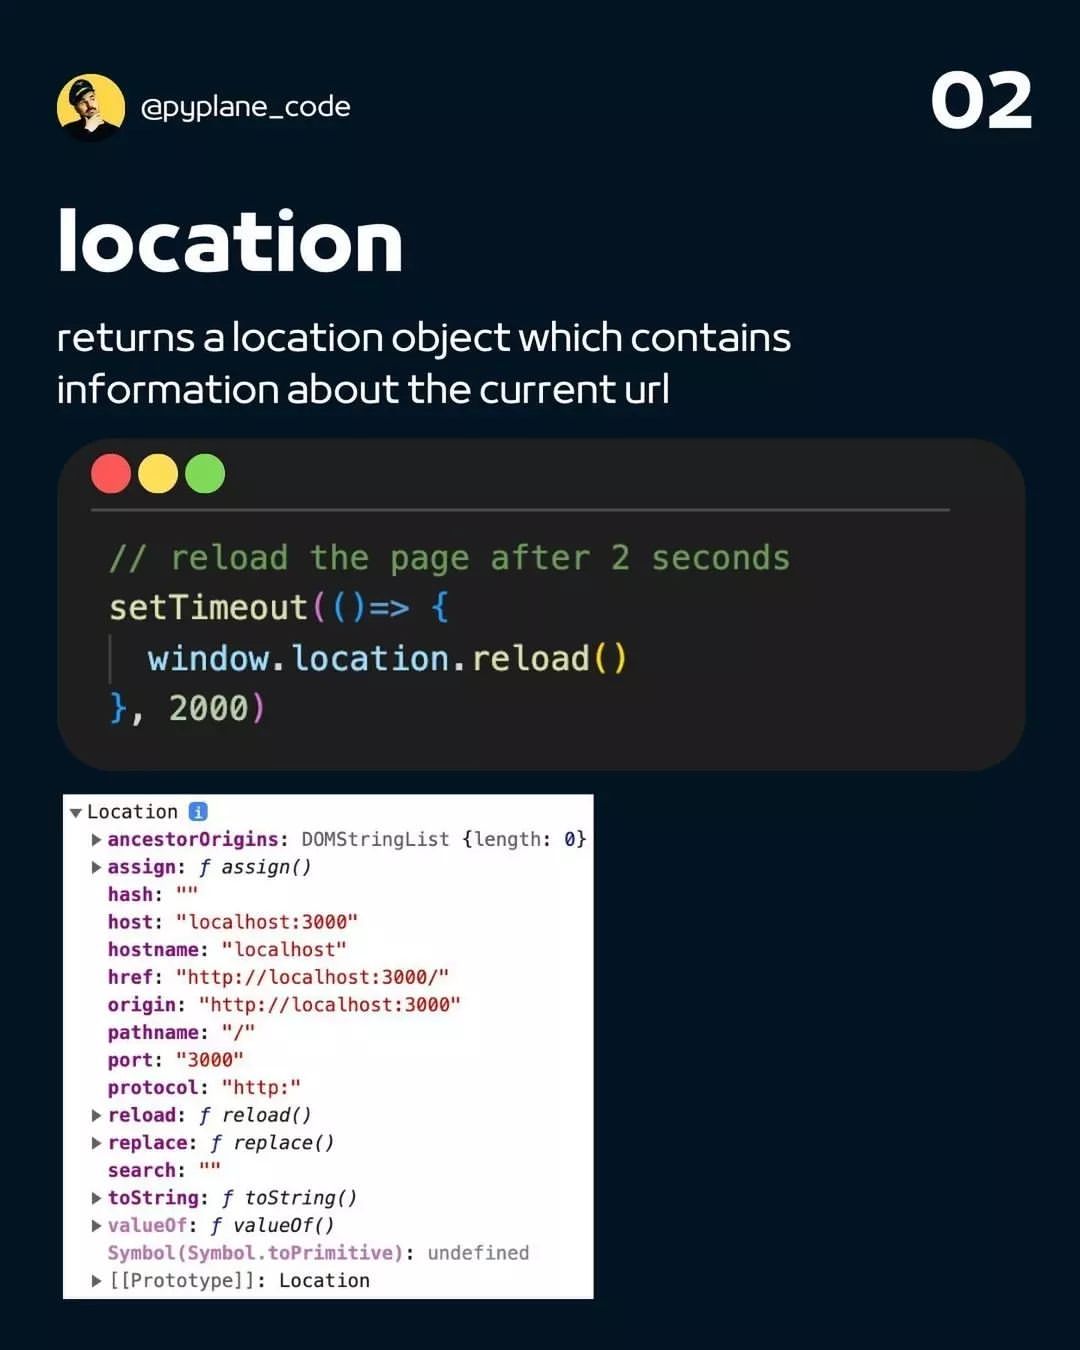 @pyplane_code
02
location
returns a location object which contains
information about the current url
// reload the page after 2 seconds
setTimeout(()=> {
window.location.reload()
}, 2000)
▼Location i
▶ancestorOrigins: DOMStringList {length: 0}
▶assign: ƒ assign()
hash: ""
host: "localhost:3000"
hostname: "localhost"
href: "http://localhost:3000/"
origin: "http://localhost:3000"
pathname: "/"
port: "3000"
protocol: "http:"
▶reload: ƒ reload()
▶replace: ƒ replace()
search: ""
▶toString: ƒ toString()
▶valueOf: ƒ valueOf()
Symbol(Symbol.toPrimitive): undefined
▶[[Prototype]]: Location